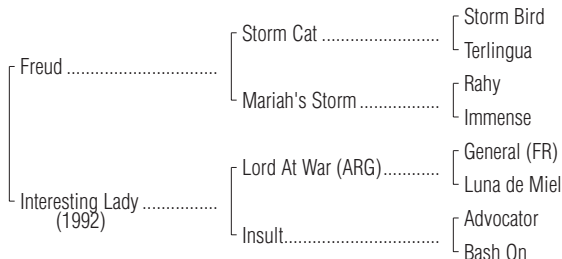 Storm Bird
Storm Cat ........................
Terlingua
Freud ................................
Rahy
Mariah's Storm .................
Immense
General (FR)
Lord At War (ARG)............
Luna de Miel
Interesting Lady ................
(1992)
Advocator
Insult.................................
Bash On